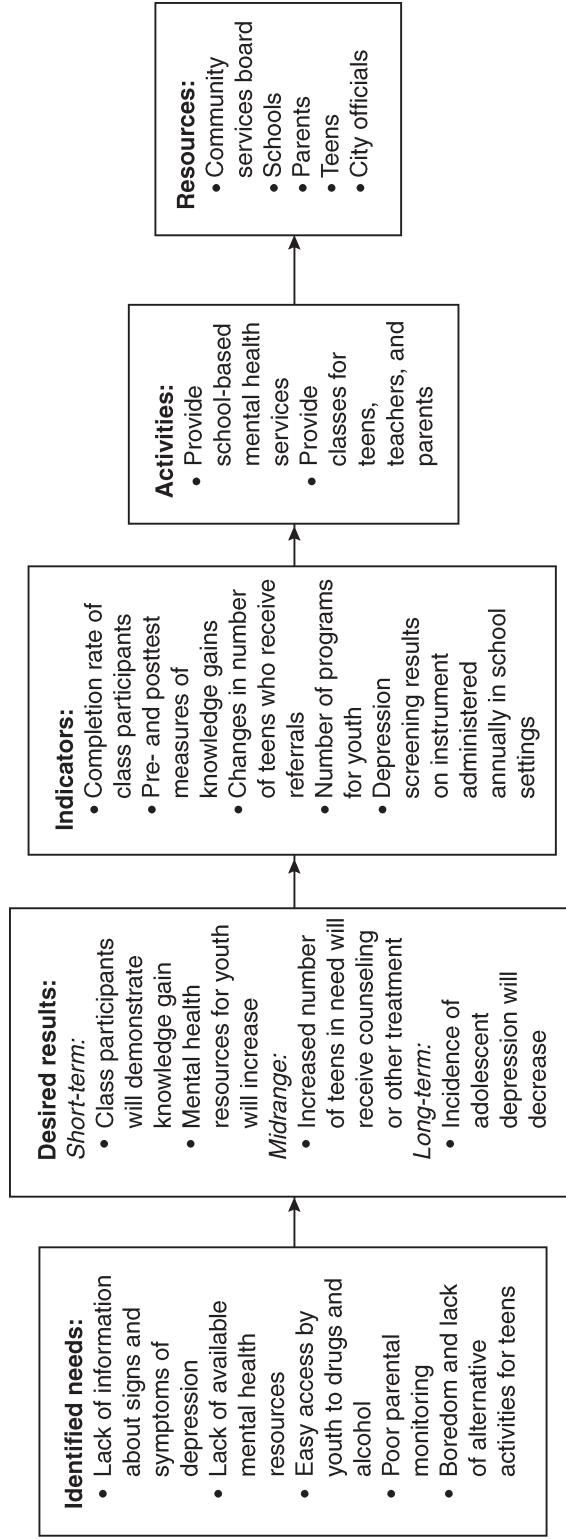 Identified needs:
• Lack of information
about signs and
symptoms of
depression
• Lack of available
mental health
resources
• Easy access by
youth to drugs and
alcohol
• Poor parental
monitoring
• Boredom and lack
of alternative
activities for teens
Desired results:
Short-term:
• Class participants
will demonstrate
knowledge gain
• Mental health
resources for youth
will increase
Midrange:
• Increased number
of teens in need will
receive counseling
or other treatment
Long-term:
• Incidence of
adolescent
depression will
decrease
Indicators:
• Completion rate of
class participants
• Pre- and posttest
measures of
knowledge gains
• Changes in number
of teens who receive
referrals
• Number of programs
for youth
• Depression
screening results
on instrument
administered
annually in school
settings
Activities:
• Provide
school-based
mental health
services
• Provide
classes for
teens,
teachers, and
parents
Resources:
• Community
services board
• Schools
• Parents
• Teens
• City officials